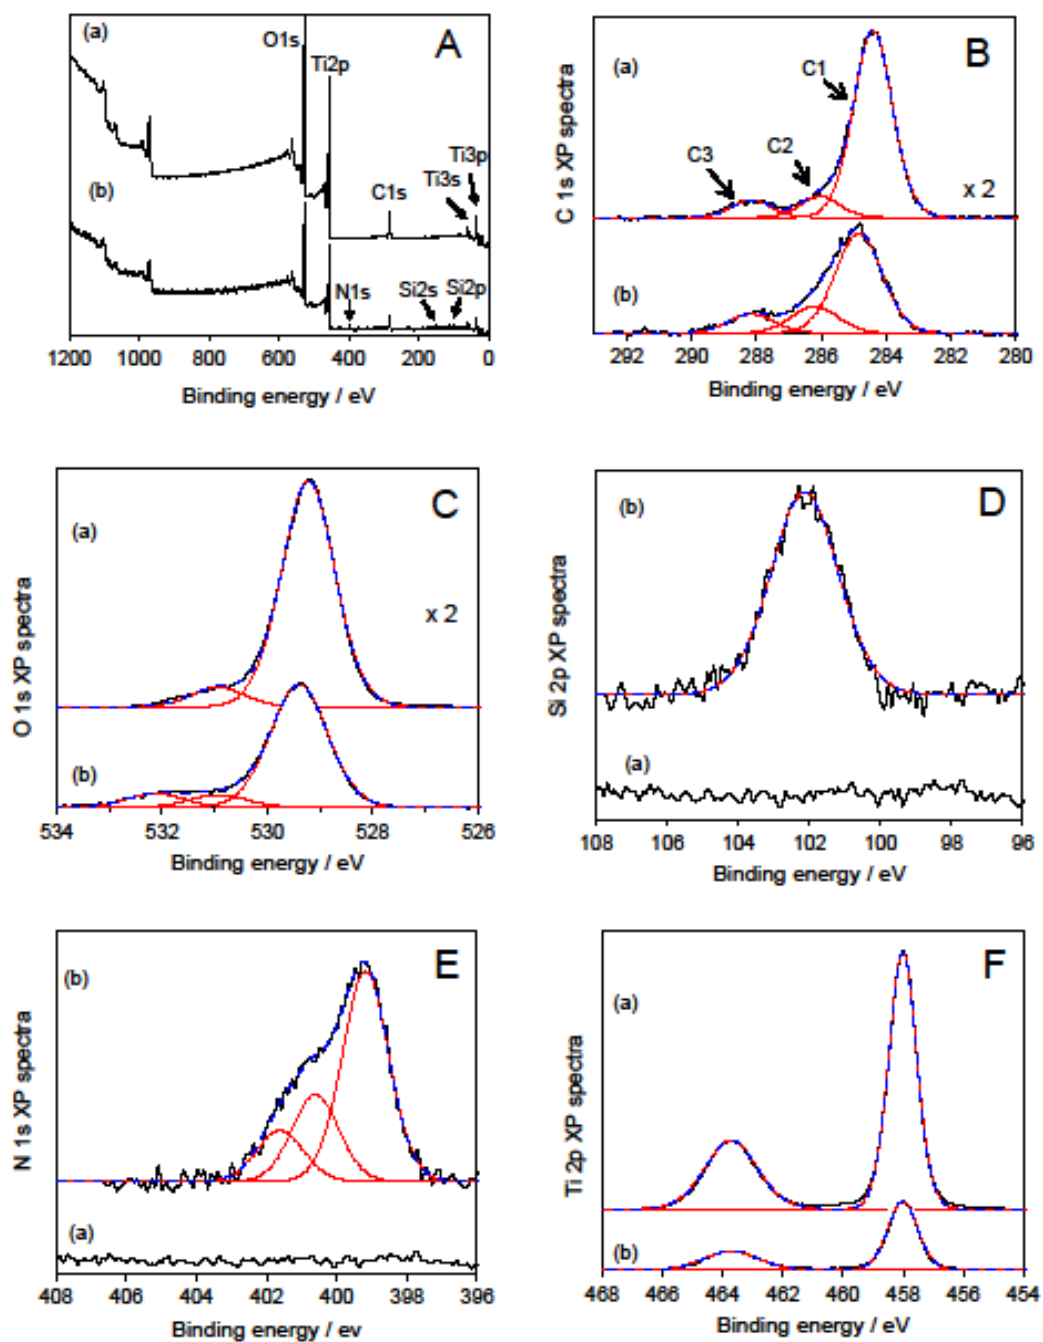 (a)
O1s
A
Ti2p
Ti3p
Ti3s
C1s
(b)
N1s
Si2s
Si2p
1200 1000 800 600 400 200 0
Binding energy / eV
C 1s XP spectra
(a)
B
C1
C2
C3
x 2
(b)
292 290 288 286 284 282 280
Binding energy / eV
O 1s XP spectra
(a)
C
x 2
(b)
534 532 530 528 526
Binding energy / eV
Si 2p XP spectra
(b)
D
(a)
108 106 104 102 100 98 96
Binding energy / eV
N 1s XP spectra
(b)
E
(a)
408 406 404 402 400 398 396
Binding energy / ev
Ti 2p XP spectra
(a)
F
(b)
468 466 464 462 460 458 456 454
Binding energy / eV